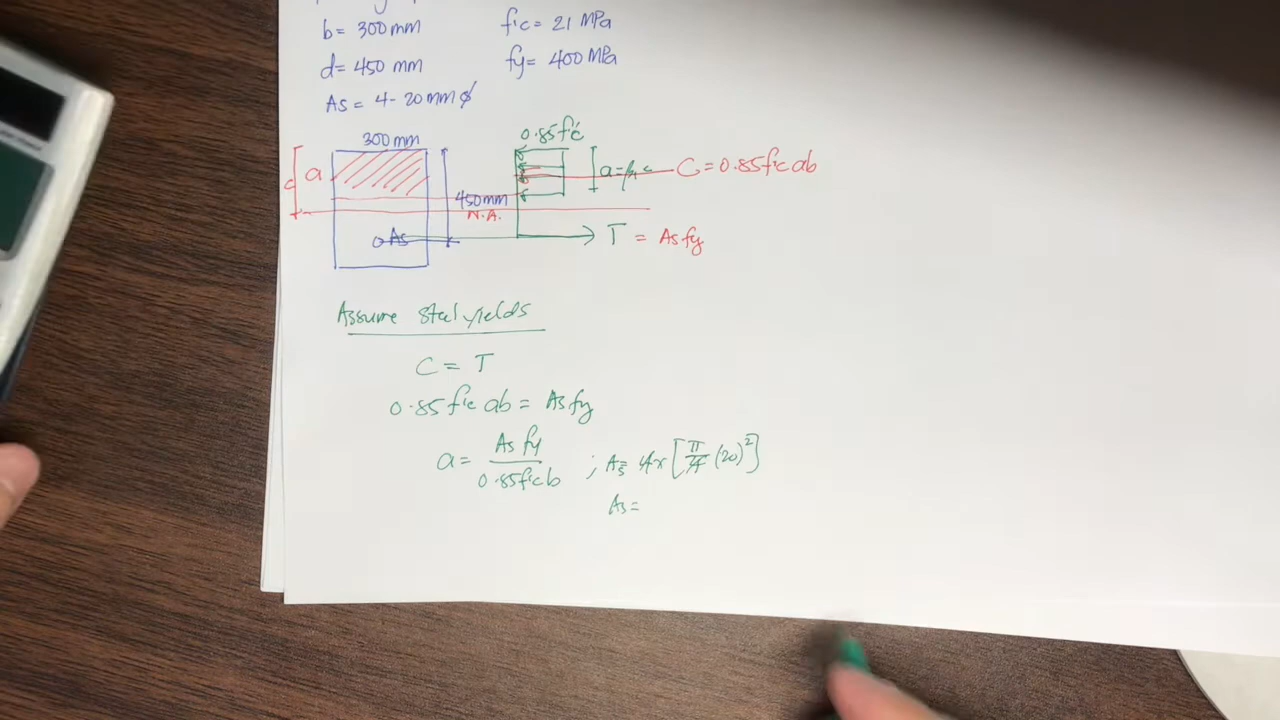 b = 300 mm
f'c = 21 MPa
d = 450 mm
fy = 400 MPa
As = 4 - 20 mm ϕ
300 mm
0.85f'c
c
a
450 mm
a = β1c
C = 0.85f'c ab
N.A.
As
T = As fy
Assume steel yields
C = T
0.85 f'c ab = As fy
a = As fy / 0.85f'c b ; As = 4 x [π/4 (20)²]
As =